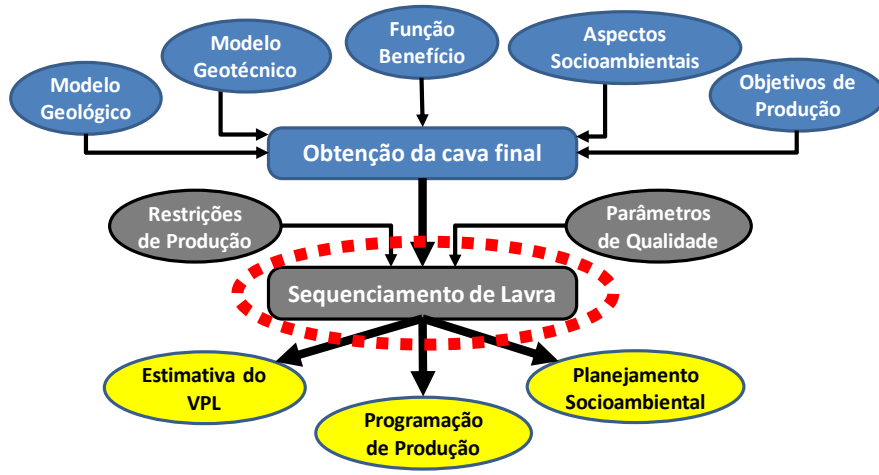 Modelo
Geológico
Modelo
Geotécnico
Função
Benefício
Aspectos
Socioambientais
Objetivos de
Produção
Obtenção da cava final
Restrições
de Produção
Parâmetros
de Qualidade
Sequenciamento de Lavra
Estimativa do
VPL
Programação
de Produção
Planejamento
Socioambiental